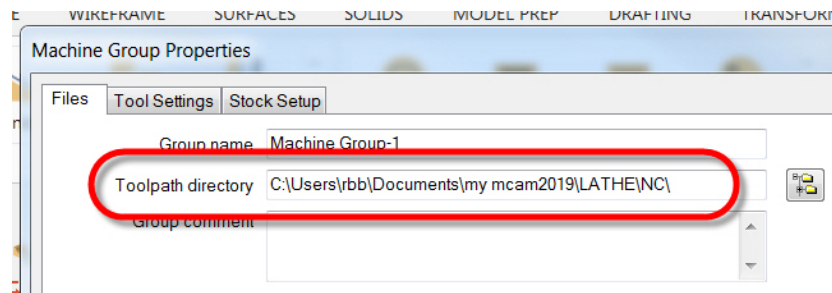 WIREFRAME SURFACES SOLIDS MODEL PREP DRAFTING TRANSFORM
Machine Group Properties
Files Tool Settings Stock Setup
Group name Machine Group-1
Toolpath directory C:\Users\rbb\Documents\my mcam2019\LATHE\NC\
Group comment